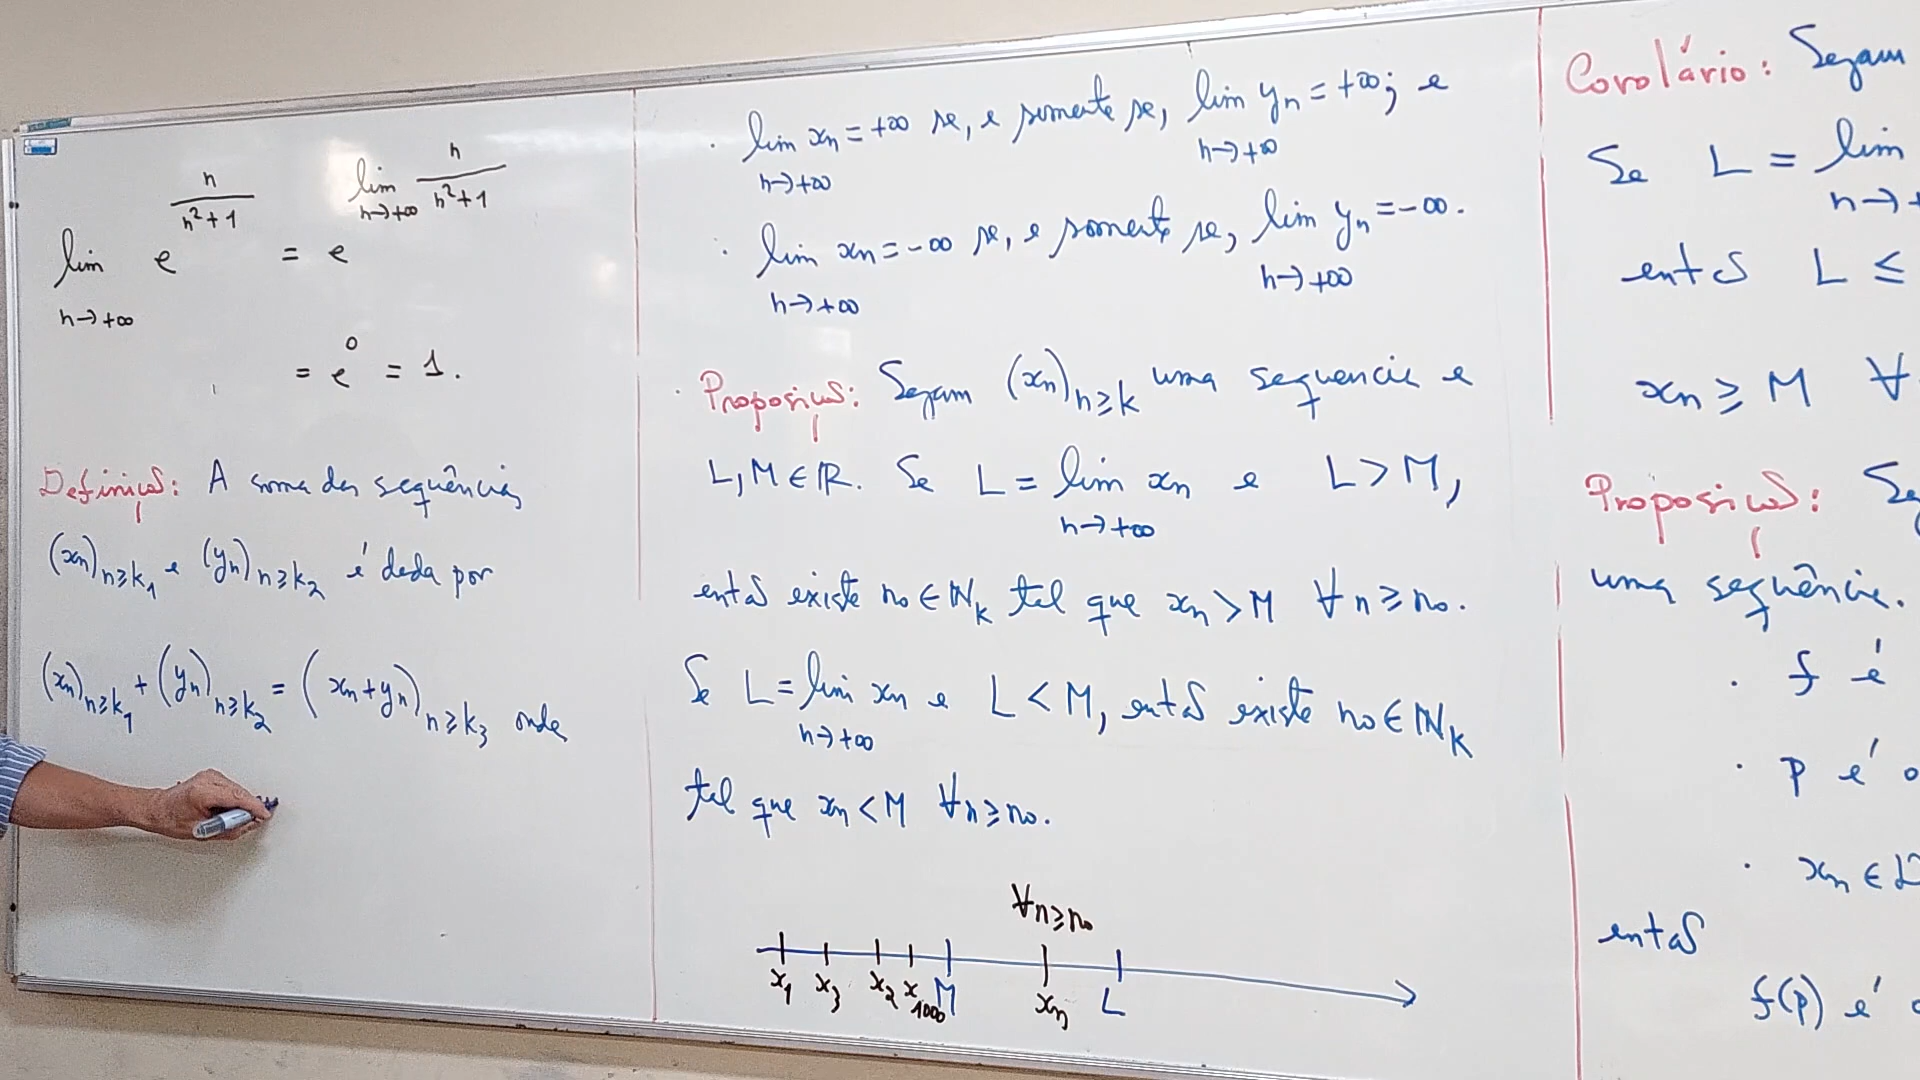 lim e^(n/(n²+1)) = e^(lim n/(n²+1))
n→+∞ n→+∞
= e⁰ = 1.
Definição: A soma das sequências
(xn)n≥k₁ e (yn)n≥k₂ é dada por
(xn)n≥k₁ + (yn)n≥k₂ = (xn+yn)n≥k₃ onde
· lim xn = +∞ se, e somente se, lim yn = +∞; e
n→+∞ n→+∞
· lim xn = -∞ se, e somente se, lim yn = -∞.
n→+∞ n→+∞
· Proposição: Sejam (xn)n≥k uma sequencia e
L, M ∈ ℝ. Se L = lim xn e L > M,
n→+∞
então existe n₀ ∈ ℕk tal que xn > M ∀ n ≥ n₀.
Se L = lim xn e L < M, então existe n₀ ∈ ℕk
n→+∞
tal que xn < M ∀n ≥ n₀.
∀n≥n₀
x₁ x₃ x₂ x₁₀₀₀ M xn L
Corolário: Sejam
Se L = lim
n→+
então L ≤
xn ≥ M ∀
Proposição: Se
uma sequência.
· f é
· p é
· xn ∈ D
então
f(p) é